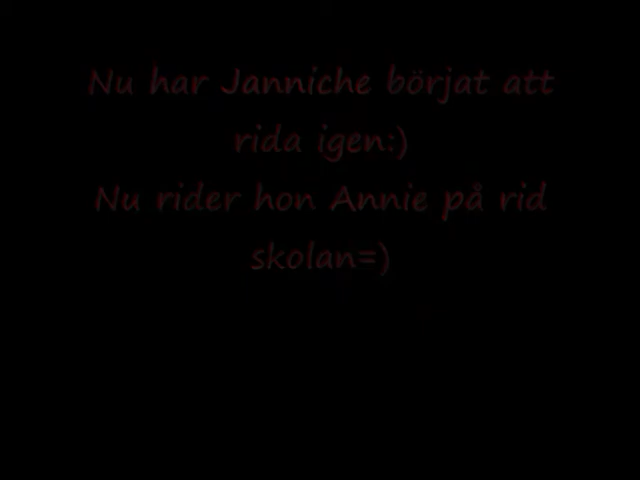 Nu har Janniche börjat att
rida igen:)
Nu rider hon Annie på rid
skolan=)